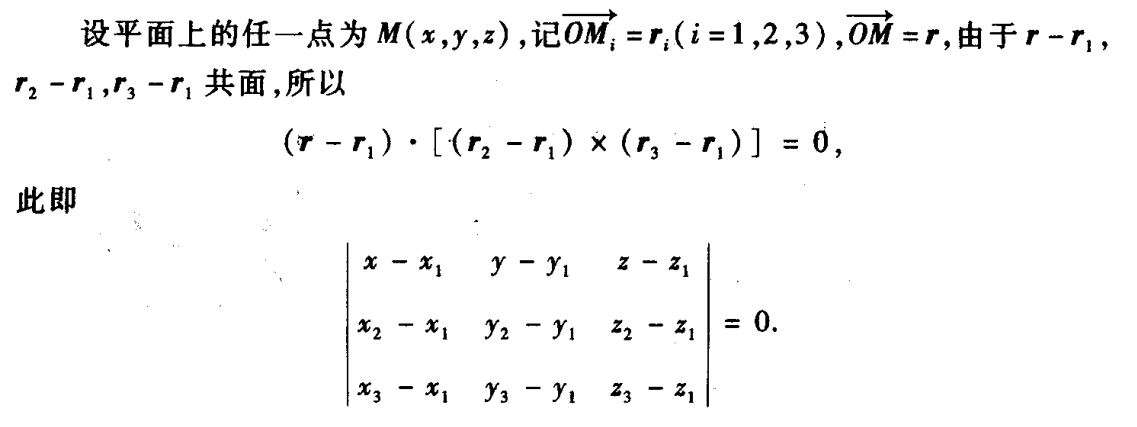 设平面上的任一点为 M(x,y,z),记$\overrightarrow{OM_i}=\boldsymbol{r}_i(i=1,2,3)$,$\overrightarrow{OM}=\boldsymbol{r}$,由于 $\boldsymbol{r}-\boldsymbol{r}_1$,
$\boldsymbol{r}_2-\boldsymbol{r}_1$,$\boldsymbol{r}_3-\boldsymbol{r}_1$ 共面,所以
$(\boldsymbol{r}-\boldsymbol{r}_1)\cdot[(\boldsymbol{r}_2-\boldsymbol{r}_1)\times(\boldsymbol{r}_3-\boldsymbol{r}_1)]=0,$
此即
$\begin{vmatrix} x-x_1 & y-y_1 & z-z_1 \\ x_2-x_1 & y_2-y_1 & z_2-z_1 \\ x_3-x_1 & y_3-y_1 & z_3-z_1 \end{vmatrix}=0.$